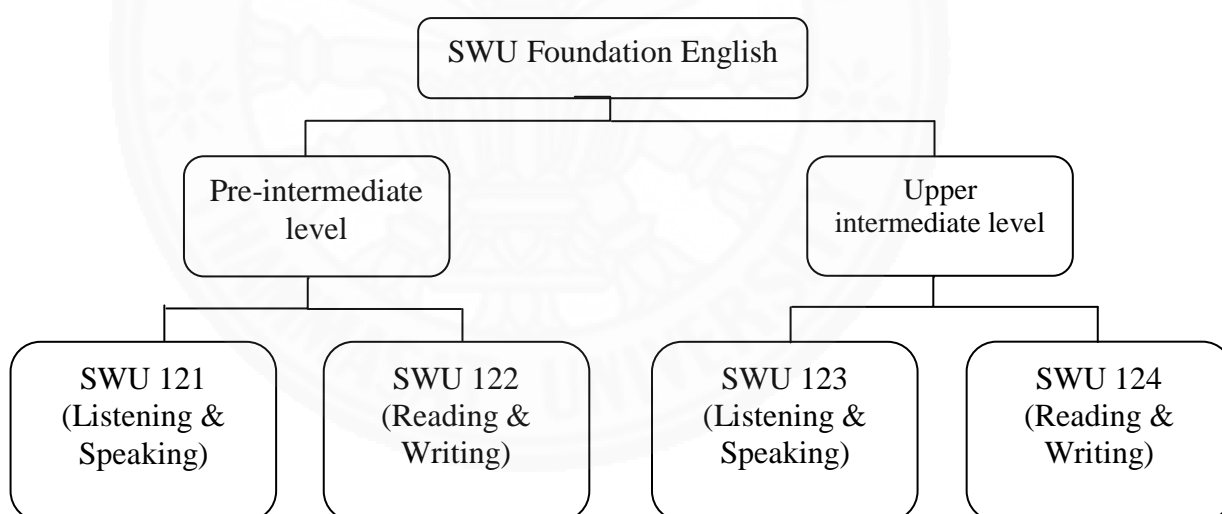 SWU Foundation English
Pre-intermediate
level
Upper
intermediate level
SWU 121
(Listening &
Speaking)
SWU 122
(Reading &
Writing)
SWU 123
(Listening &
Speaking)
SWU 124
(Reading &
Writing)